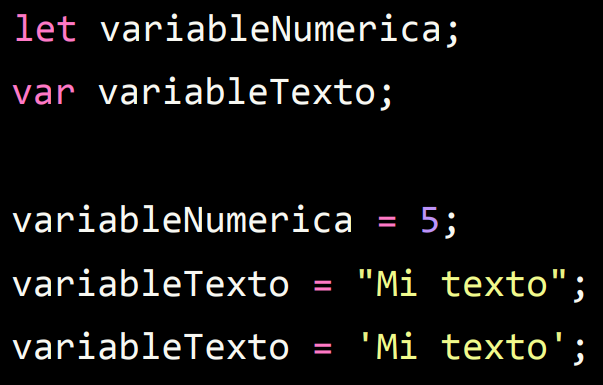 let variableNumerica;
var variableTexto;
variableNumerica = 5;
variableTexto = "Mi texto";
variableTexto = 'Mi texto';